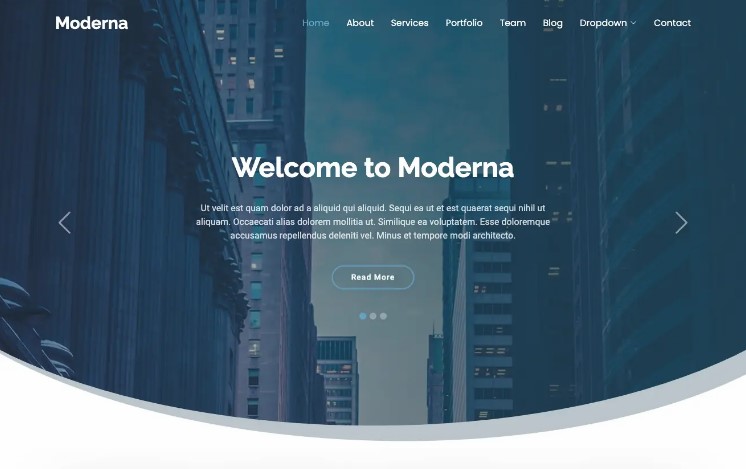 Moderna
Home About Services Portfolio Team Blog Dropdown Contact
Welcome to Moderna
Ut velit est quam dolor ad a aliquid qui aliquid. Sequi ea ut et est quaerat sequi nihil ut
aliquam. Occaecati alias dolorem mollitia ut. Similique ea voluptatem. Esse doloremque
accusamus repellendus deleniti vel. Minus et tempore modi architecto.
Read More